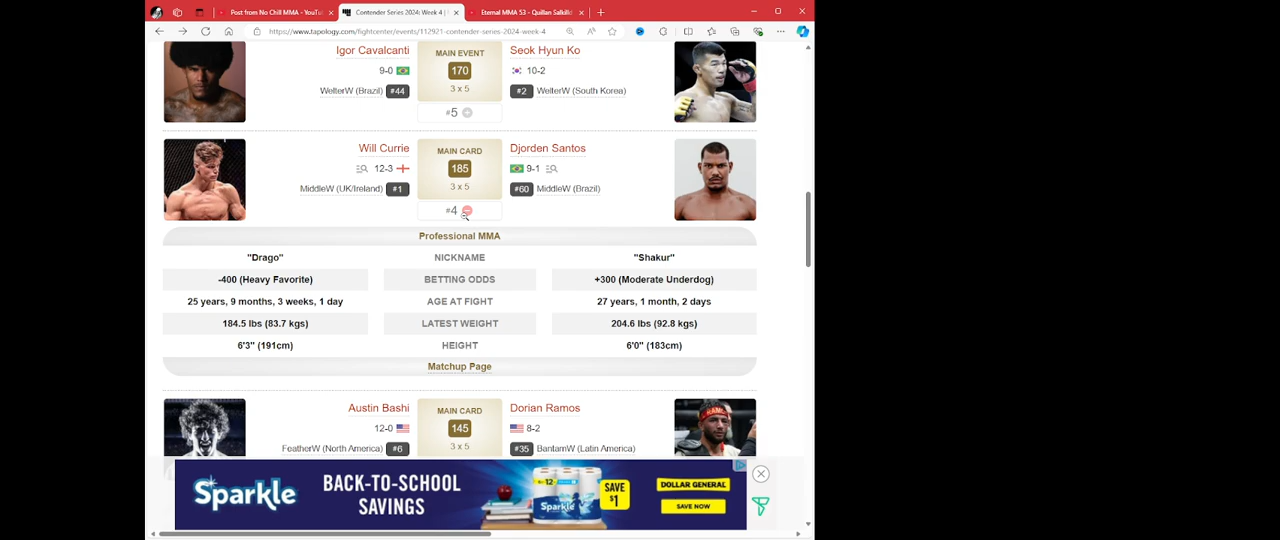 Post from No Chill MMA - YouTu
Contender Series 2024: Week 4 |
Eternal MMA 53 - Quillan Salkilld
https://www.tapology.com/fightcenter/events/112921-contender-series-2024-week-4
Igor Cavalcanti
MAIN EVENT
Seok Hyun Ko
9-0
170
10-2
WelterW (Brazil) #44
3 x 5
#2 WelterW (South Korea)
#5
Will Currie
MAIN CARD
Djorden Santos
12-3
185
9-1
MiddleW (UK/Ireland) #1
3 x 5
#60 MiddleW (Brazil)
#4
Professional MMA
"Drago" NICKNAME "Shakur"
-400 (Heavy Favorite) BETTING ODDS +300 (Moderate Underdog)
25 years, 9 months, 3 weeks, 1 day AGE AT FIGHT 27 years, 1 month, 2 days
184.5 lbs (83.7 kgs) LATEST WEIGHT 204.6 lbs (92.8 kgs)
6'3" (191cm) HEIGHT 6'0" (183cm)
Matchup Page
Austin Bashi
MAIN CARD
Dorian Ramos
12-0
145
8-2
FeatherW (North America) #6
3 x 5
#35 BantamW (Latin America)
Sparkle
BACK-TO-SCHOOL
SAVINGS
SAVE
$1
DOLLAR GENERAL
SAVE NOW